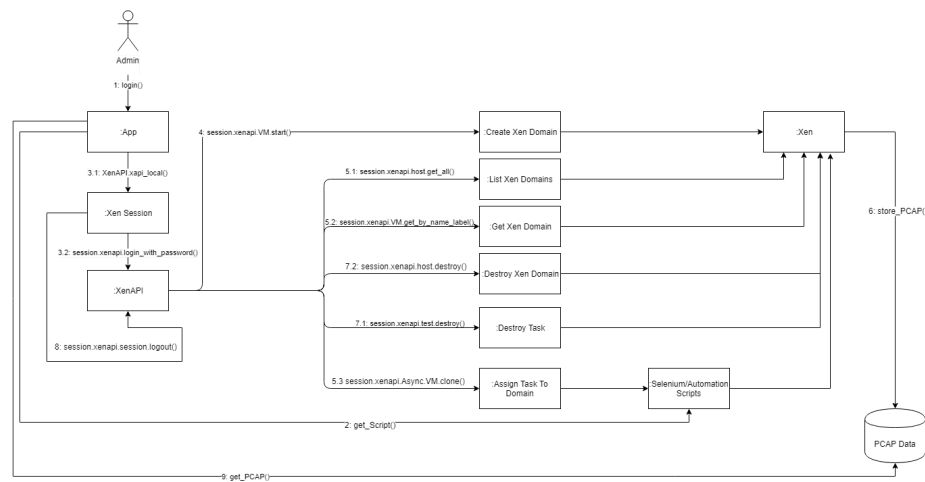 Admin
1: login()
:App
4: session.xenapi.VM.start()
:Create Xen Domain
:Xen
3.1: XenAPI.xapi_local()
5.1: session.xenapi.host.get_all()
:List Xen Domains
:Xen Session
5.2: session.xenapi.VM.get_by_name_label()
:Get Xen Domain
6: store_PCAP()
3.2: session.xenapi.login_with_password()
7.2: session.xenapi.host.destroy()
:Destroy Xen Domain
:XenAPI
7.1: session.xenapi.test.destroy()
:Destroy Task
8: session.xenapi.session.logout()
5.3 session.xenapi.Async.VM.clone()
:Assign Task To
Domain
:Selenium/Automation
Scripts
2: get_Script()
PCAP Data
9: get_PCAP()